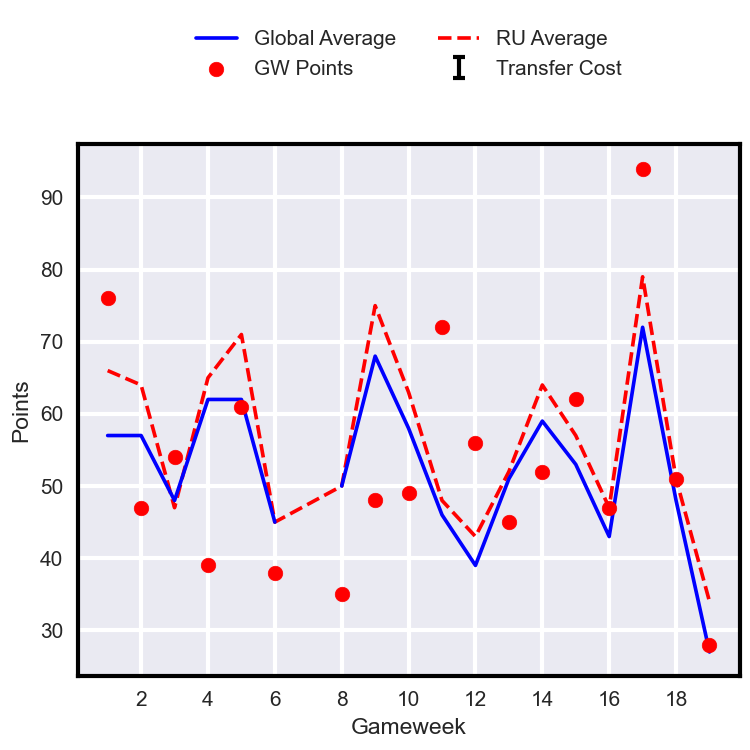 Global Average
RU Average
GW Points
Transfer Cost
90
80
70
60
50
40
30
Points
2 4 6 8 10 12 14 16 18
Gameweek